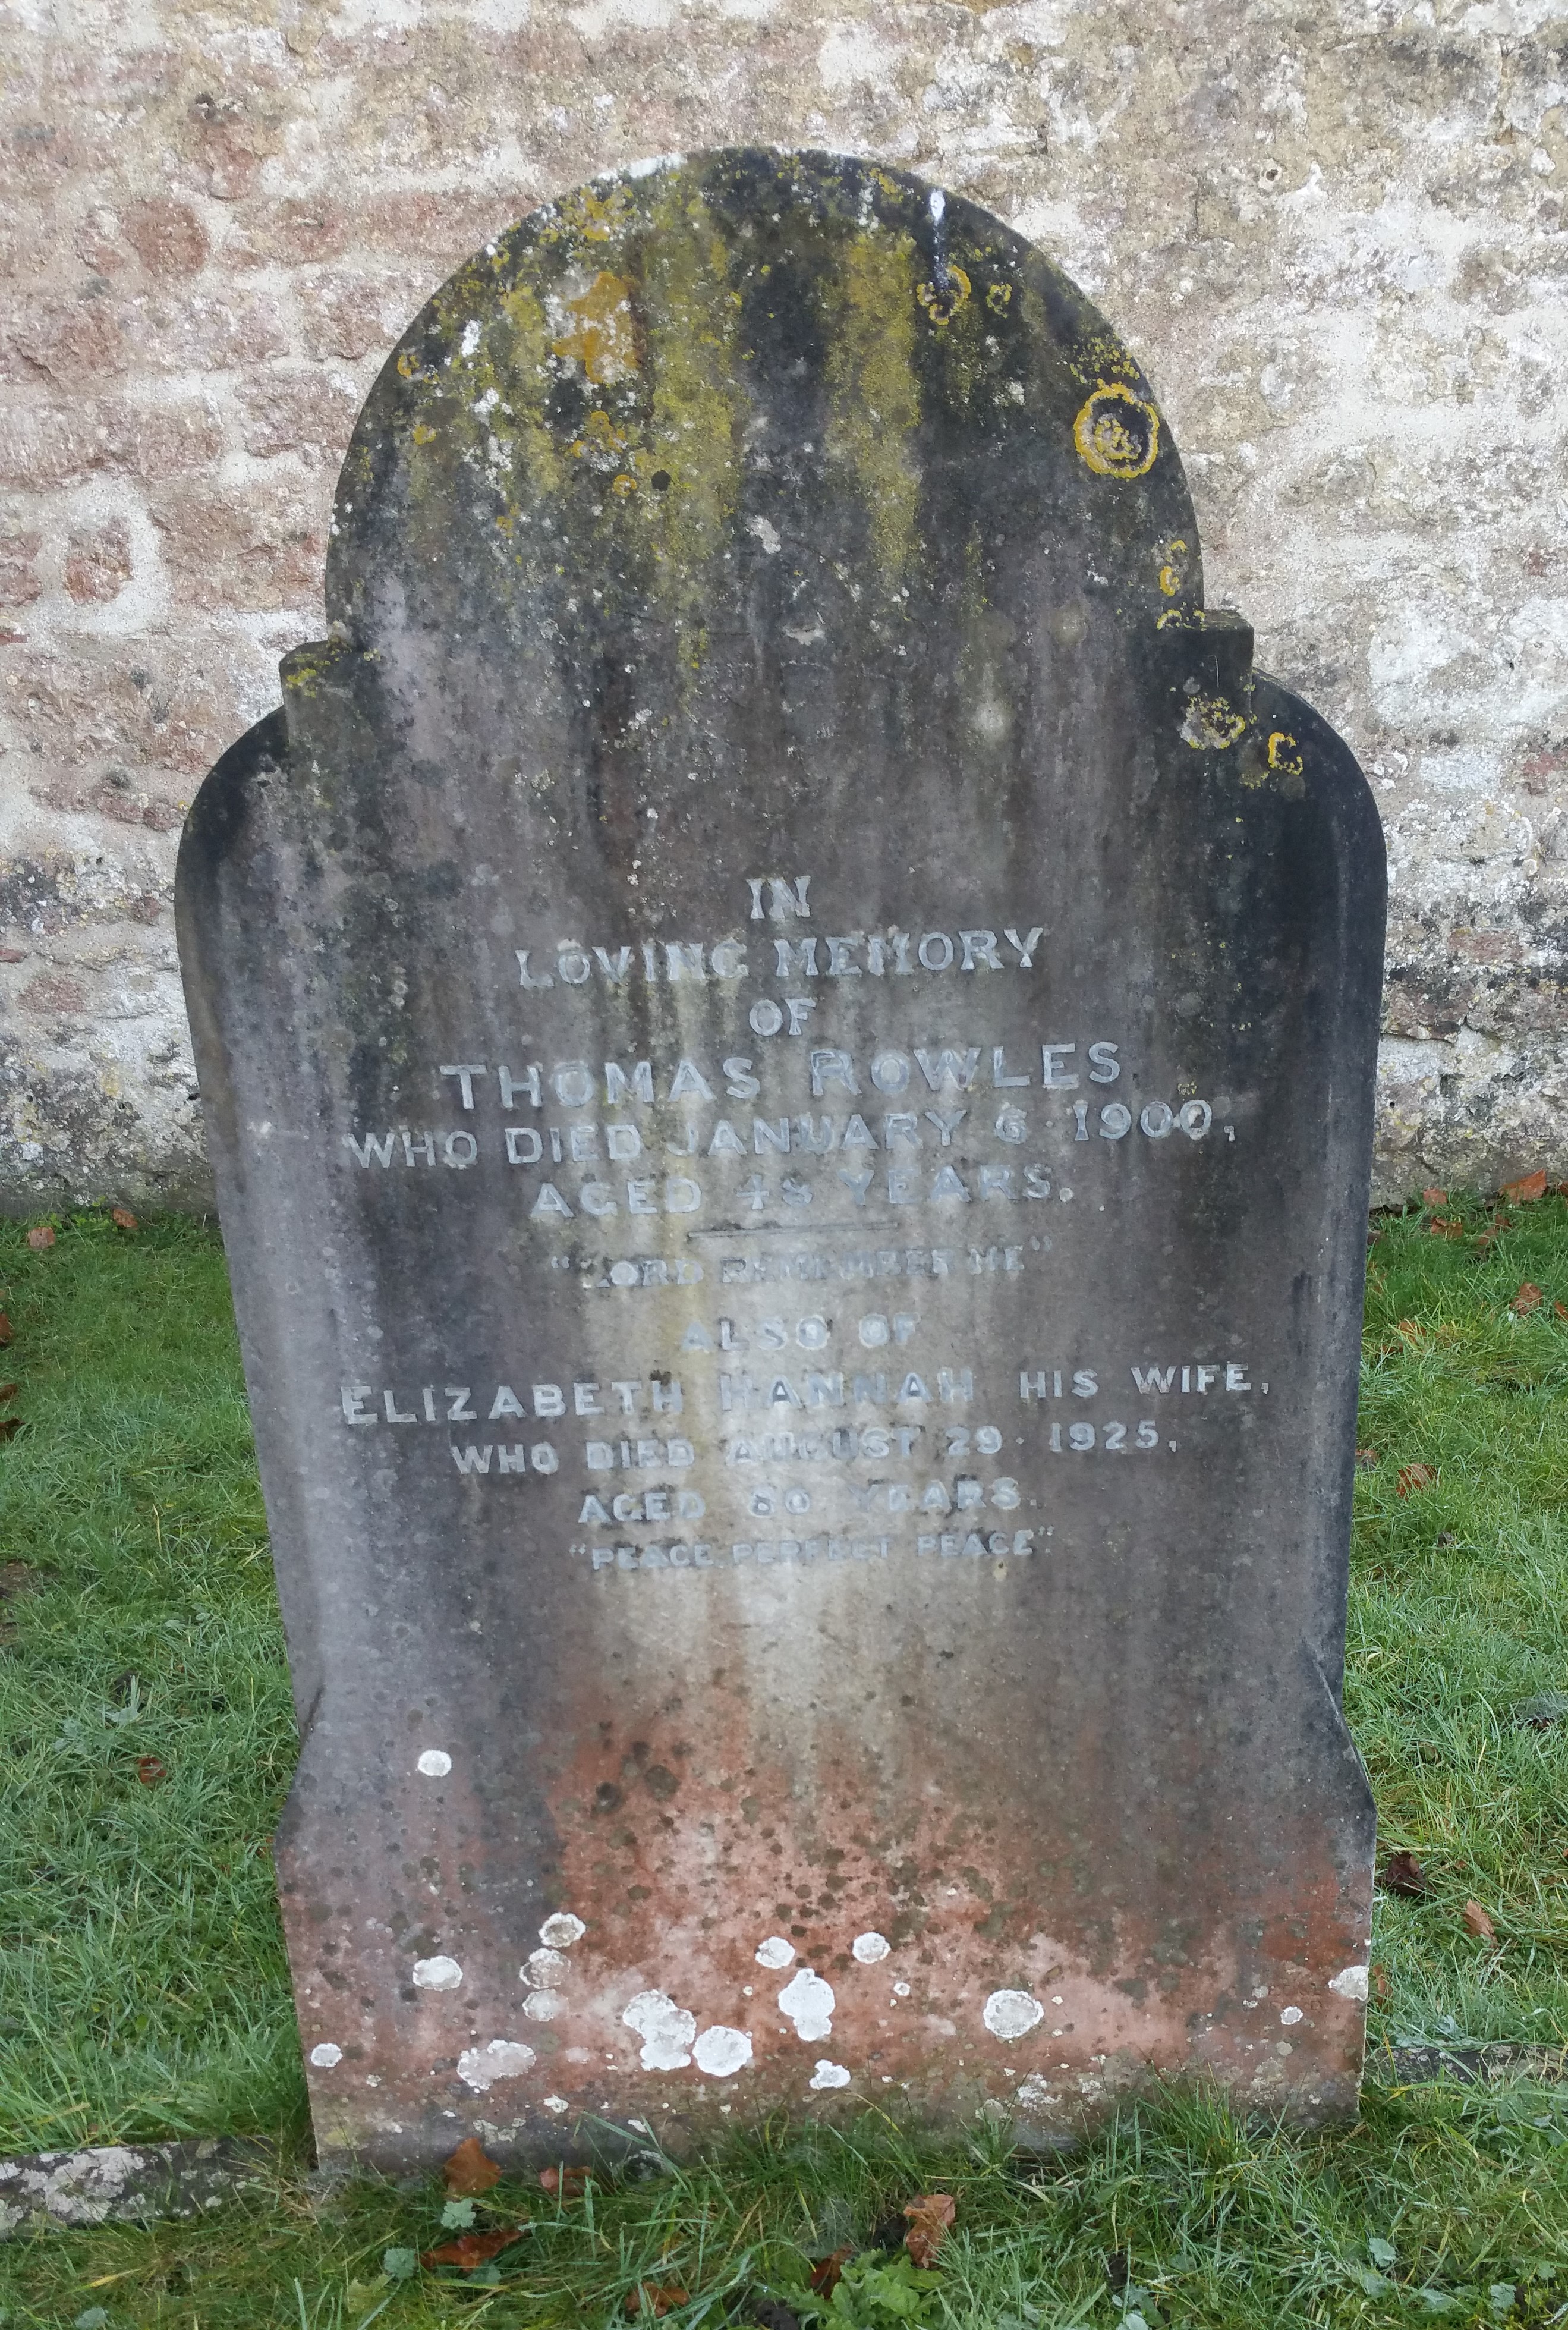 IN
LOVING MEMORY
OF
THOMAS ROWLES
WHO DIED JANUARY 6 · 1900,
AGED 48 YEARS.
"LORD REMEMBER ME"
ALSO OF
ELIZABETH HANNAH HIS WIFE,
WHO DIED AUGUST 29 · 1925,
AGED 80 YEARS.
"PEACE, PERFECT PEACE"